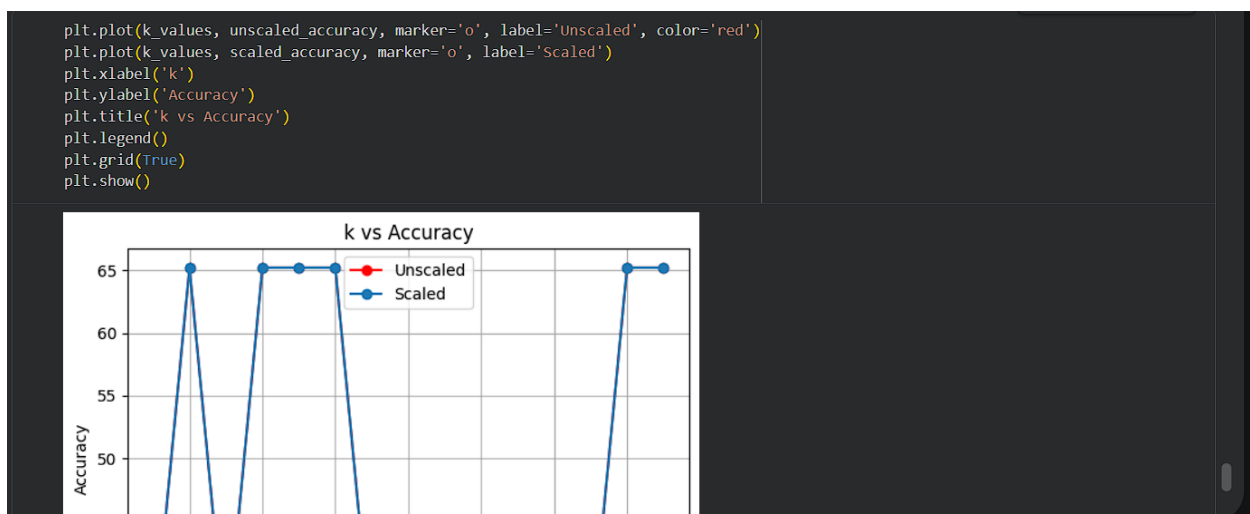 plt.plot(k_values, unscaled_accuracy, marker='o', label='Unscaled', color='red')
plt.plot(k_values, scaled_accuracy, marker='o', label='Scaled')
plt.xlabel('k')
plt.ylabel('Accuracy')
plt.title('k vs Accuracy')
plt.legend()
plt.grid(True)
plt.show()
k vs Accuracy
Unscaled
Scaled
65
60
55
50
Accuracy